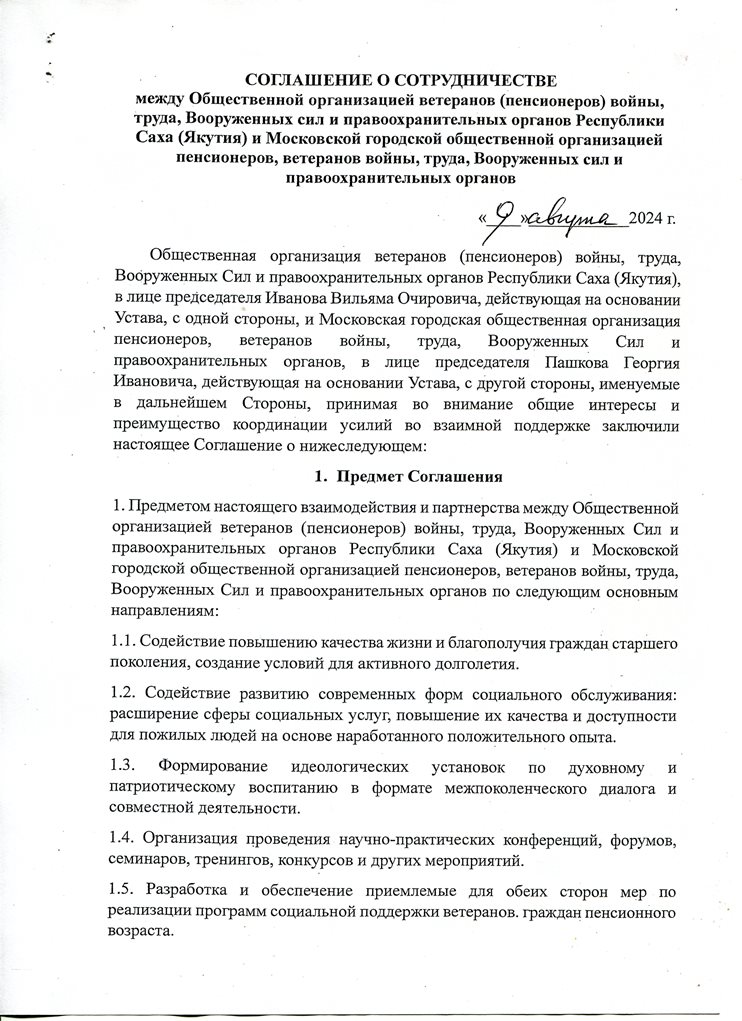 СОГЛАШЕНИЕ О СОТРУДНИЧЕСТВЕ
между Общественной организацией ветеранов (пенсионеров) войны,
труда, Вооруженных сил и правоохранительных органов Республики
Саха (Якутия) и Московской городской общественной организацией
пенсионеров, ветеранов войны, труда, Вооруженных сил и
правоохранительных органов
« 9 » августа 2024 г.
Общественная организация ветеранов (пенсионеров) войны, труда,
Вооруженных Сил и правоохранительных органов Республики Саха (Якутия),
в лице председателя Иванова Вильяма Очировича, действующая на основании
Устава, с одной стороны, и Московская городская общественная организация
пенсионеров, ветеранов войны, труда, Вооруженных Сил и
правоохранительных органов, в лице председателя Пашкова Георгия
Ивановича, действующая на основании Устава, с другой стороны, именуемые
в дальнейшем Стороны, принимая во внимание общие интересы и
преимущество координации усилий во взаимной поддержке заключили
настоящее Соглашение о нижеследующем:
1. Предмет Соглашения
1. Предметом настоящего взаимодействия и партнерства между Общественной
организацией ветеранов (пенсионеров) войны, труда, Вооруженных Сил и
правоохранительных органов Республики Саха (Якутия) и Московской
городской общественной организацией пенсионеров, ветеранов войны, труда,
Вооруженных Сил и правоохранительных органов по следующим основным
направлениям:
1.1. Содействие повышению качества жизни и благополучия граждан старшего
поколения, создание условий для активного долголетия.
1.2. Содействие развитию современных форм социального обслуживания:
расширение сферы социальных услуг, повышение их качества и доступности
для пожилых людей на основе наработанного положительного опыта.
1.3. Формирование идеологических установок по духовному и
патриотическому воспитанию в формате межпоколенческого диалога и
совместной деятельности.
1.4. Организация проведения научно-практических конференций, форумов,
семинаров, тренингов, конкурсов и других мероприятий.
1.5. Разработка и обеспечение приемлемые для обеих сторон мер по
реализации программ социальной поддержки ветеранов. граждан пенсионного
возраста.